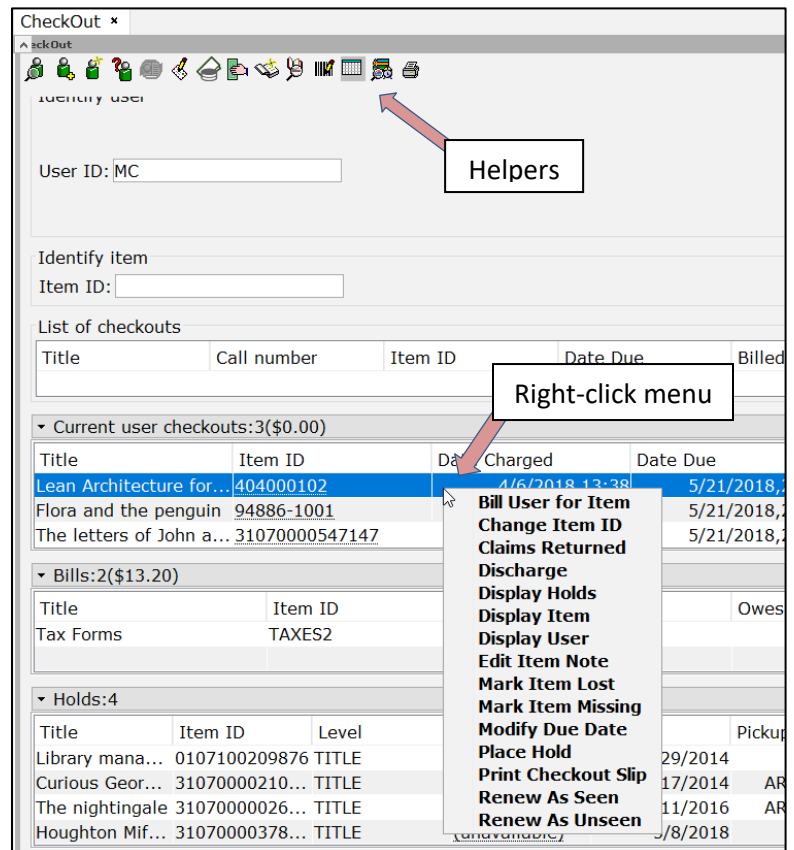 CheckOut ×
eckOut
Identify user
Helpers
User ID: MC
Identify item
Item ID:
List of checkouts
Title Call number Item ID Date Due Billed
Right-click menu
Current user checkouts:3($0.00)
Title Item ID Da Charged Date Due
Lean Architecture for... 404000102 4/6/2018,13:38 5/21/2018,2
Flora and the penguin 94886-1001 5/21/2018,2
The letters of John a... 31070000547147 5/21/2018,2
Bill User for Item
Change Item ID
Claims Returned
Discharge
Display Holds
Display Item
Display User
Edit Item Note
Mark Item Lost
Mark Item Missing
Modify Due Date
Place Hold
Print Checkout Slip
Renew As Seen
Renew As Unseen
Bills:2($13.20)
Title Item ID Owes
Tax Forms TAXES2
Holds:4
Title Item ID Level Pickup
Library mana... 0107100209876 TITLE 29/2014
Curious Geor... 31070000210... TITLE 17/2014 AR
The nightingale 31070000026... TITLE 11/2016 AR
Houghton Mif... 31070000378... TITLE (unavailable) 5/8/2018